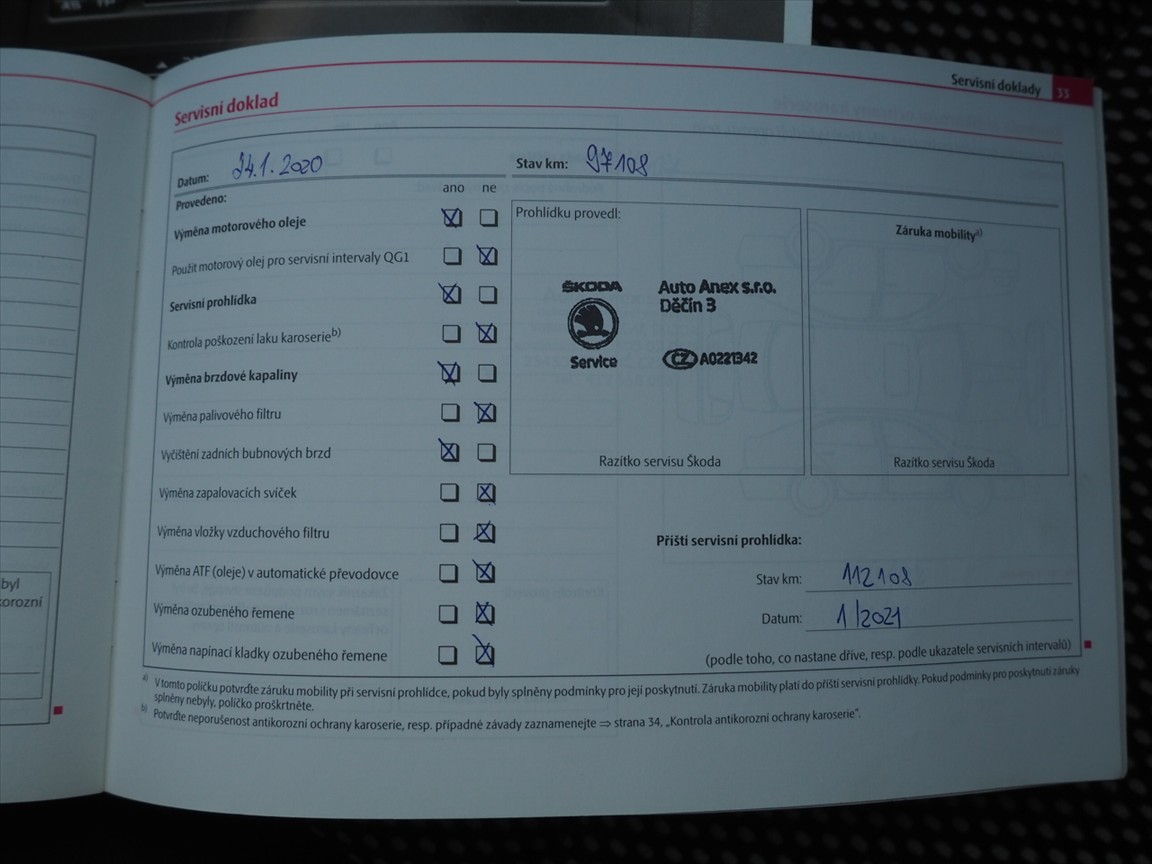 Servisní doklady 33
Servisní doklad
Datum: 24.1.2020
Stav km: 97108
Provedeno:
ano ne
Výměna motorového oleje
Použit motorový olej pro servisní intervaly QG1
Servisní prohlídka
Kontrola poškození laku karoserie b)
Výměna brzdové kapaliny
Výměna palivového filtru
Vyčištění zadních bubnových brzd
Výměna zapalovacích svíček
Výměna vložky vzduchového filtru
Výměna ATF (oleje) v automatické převodovce
Výměna ozubeného řemene
Výměna napínací kladky ozubeného řemene
Prohlídku provedl:
ŠKODA
Service
Auto Anex s.r.o.
Děčín 3
CZ A0221342
Razítko servisu Škoda
Záruka mobility a)
Razítko servisu Škoda
Příští servisní prohlídka:
Stav km: 112108
Datum: 1/2021
(podle toho, co nastane dříve, resp. podle ukazatele servisních intervalů)
a) V tomto políčku potvrďte záruku mobility při servisní prohlídce, pokud byly splněny podmínky pro její poskytnutí. Záruka mobility platí do příští servisní prohlídky. Pokud podmínky pro poskytnutí záruky
splněny nebyly, políčko proškrtněte.
b) Potvrďte neporušenost antikorozní ochrany karoserie, resp. případné závady zaznamenejte ⇒ strana 34, „Kontrola antikorozní ochrany karoserie“.
byl
orozní